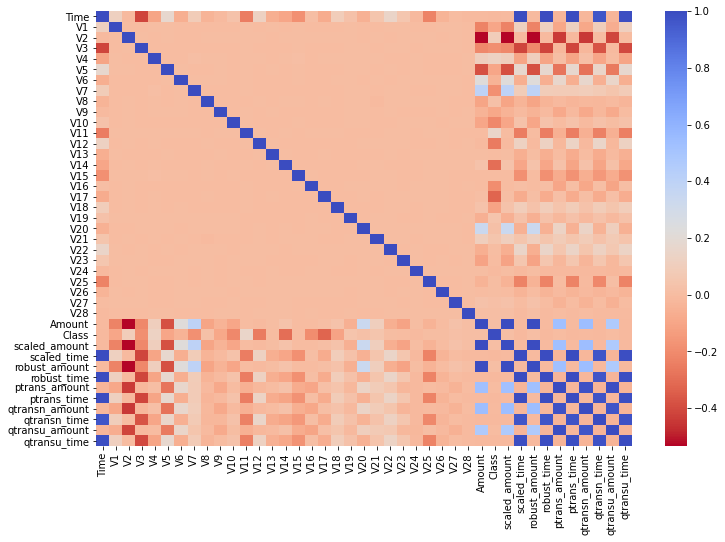 Time
V1
V2
V3
V4
V5
V6
V7
V8
V9
V10
V11
V12
V13
V14
V15
V16
V17
V18
V19
V20
V21
V22
V23
V24
V25
V26
V27
V28
Amount
Class
scaled_amount
scaled_time
robust_amount
robust_time
ptrans_amount
ptrans_time
qtransn_amount
qtransn_time
qtransu_amount
qtransu_time
Time
V1
V2
V3
V4
V5
V6
V7
V8
V9
V10
V11
V12
V13
V14
V15
V16
V17
V18
V19
V20
V21
V22
V23
V24
V25
V26
V27
V28
Amount
Class
scaled_amount
scaled_time
robust_amount
robust_time
ptrans_amount
ptrans_time
qtransn_amount
qtransn_time
qtransu_amount
qtransu_time
1.0
0.8
0.6
0.4
0.2
0.0
−0.2
−0.4